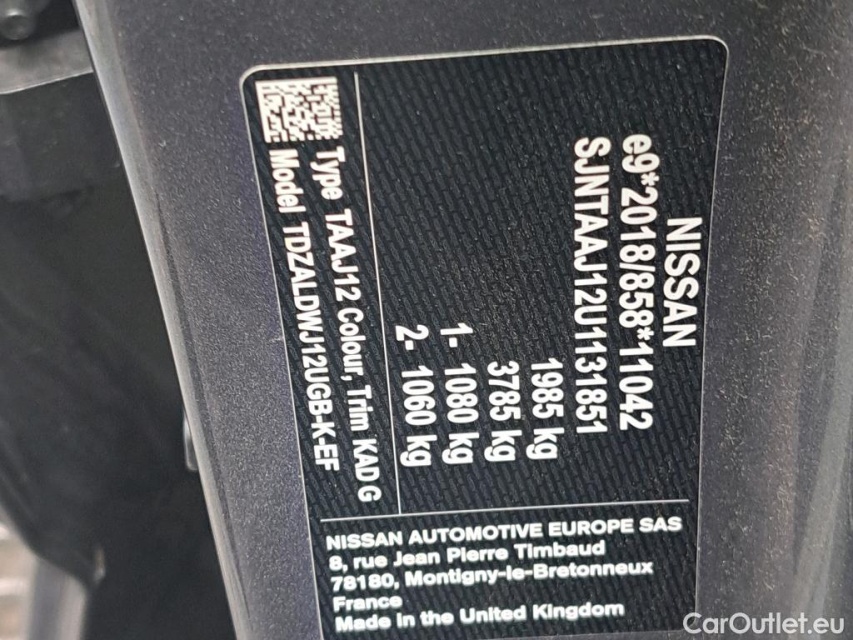 NISSAN
e9*2018/858*11042
SJNTAAJ12U1131851
1985 kg
3785 kg
1- 1080 kg
2- 1060 kg
Type TAAJ12 Colour, Trim KAD G
Model TDZALDWJ12UGB-K-EF
NISSAN AUTOMOTIVE EUROPE SAS
8, rue Jean Pierre Timbaud
78180, Montigny-le-Bretonneux
France
Made in the United Kingdom
CarOutlet.eu